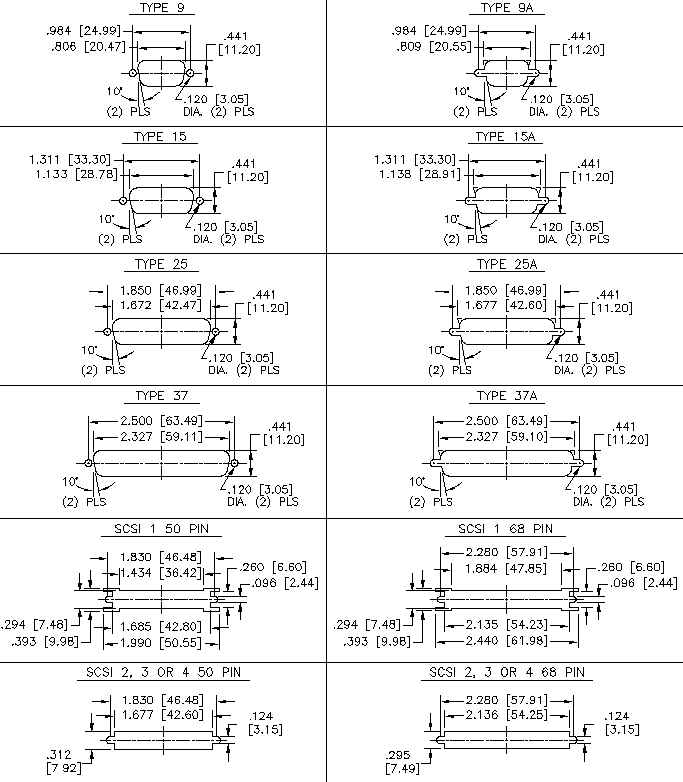 TYPE 9
.984 [24.99]
.806 [20.47]
.441
[11.20]
10°
(2) PLS
.120 [3.05]
DIA. (2) PLS
TYPE 9A
.984 [24.99]
.809 [20.55]
.441
[11.20]
10°
(2) PLS
.120 [3.05]
DIA. (2) PLS
TYPE 15
1.311 [33.30]
1.133 [28.78]
.441
[11.20]
10°
(2) PLS
.120 [3.05]
DIA. (2) PLS
TYPE 15A
1.311 [33.30]
1.138 [28.91]
.441
[11.20]
10°
(2) PLS
.120 [3.05]
DIA. (2) PLS
TYPE 25
1.850 [46.99]
1.672 [42.47]
.441
[11.20]
10°
(2) PLS
.120 [3.05]
DIA. (2) PLS
TYPE 25A
1.850 [46.99]
1.677 [42.60]
.441
[11.20]
10°
(2) PLS
.120 [3.05]
DIA. (2) PLS
TYPE 37
2.500 [63.49]
2.327 [59.11]
.441
[11.20]
10°
(2) PLS
.120 [3.05]
DIA. (2) PLS
TYPE 37A
2.500 [63.49]
2.327 [59.10]
.441
[11.20]
10°
(2) PLS
.120 [3.05]
DIA. (2) PLS
SCSI 1 50 PIN
1.830 [46.48]
1.434 [36.42]
.260 [6.60]
.096 [2.44]
.294 [7.48]
.393 [9.98]
1.685 [42.80]
1.990 [50.55]
SCSI 1 68 PIN
2.280 [57.91]
1.884 [47.85]
.260 [6.60]
.096 [2.44]
.294 [7.48]
.393 [9.98]
2.135 [54.23]
2.440 [61.98]
SCSI 2, 3 OR 4 50 PIN
1.830 [46.48]
1.677 [42.60]
.124
[3.15]
.312
[7.92]
SCSI 2, 3 OR 4 68 PIN
2.280 [57.91]
2.136 [54.25]
.124
[3.15]
.295
[7.49]